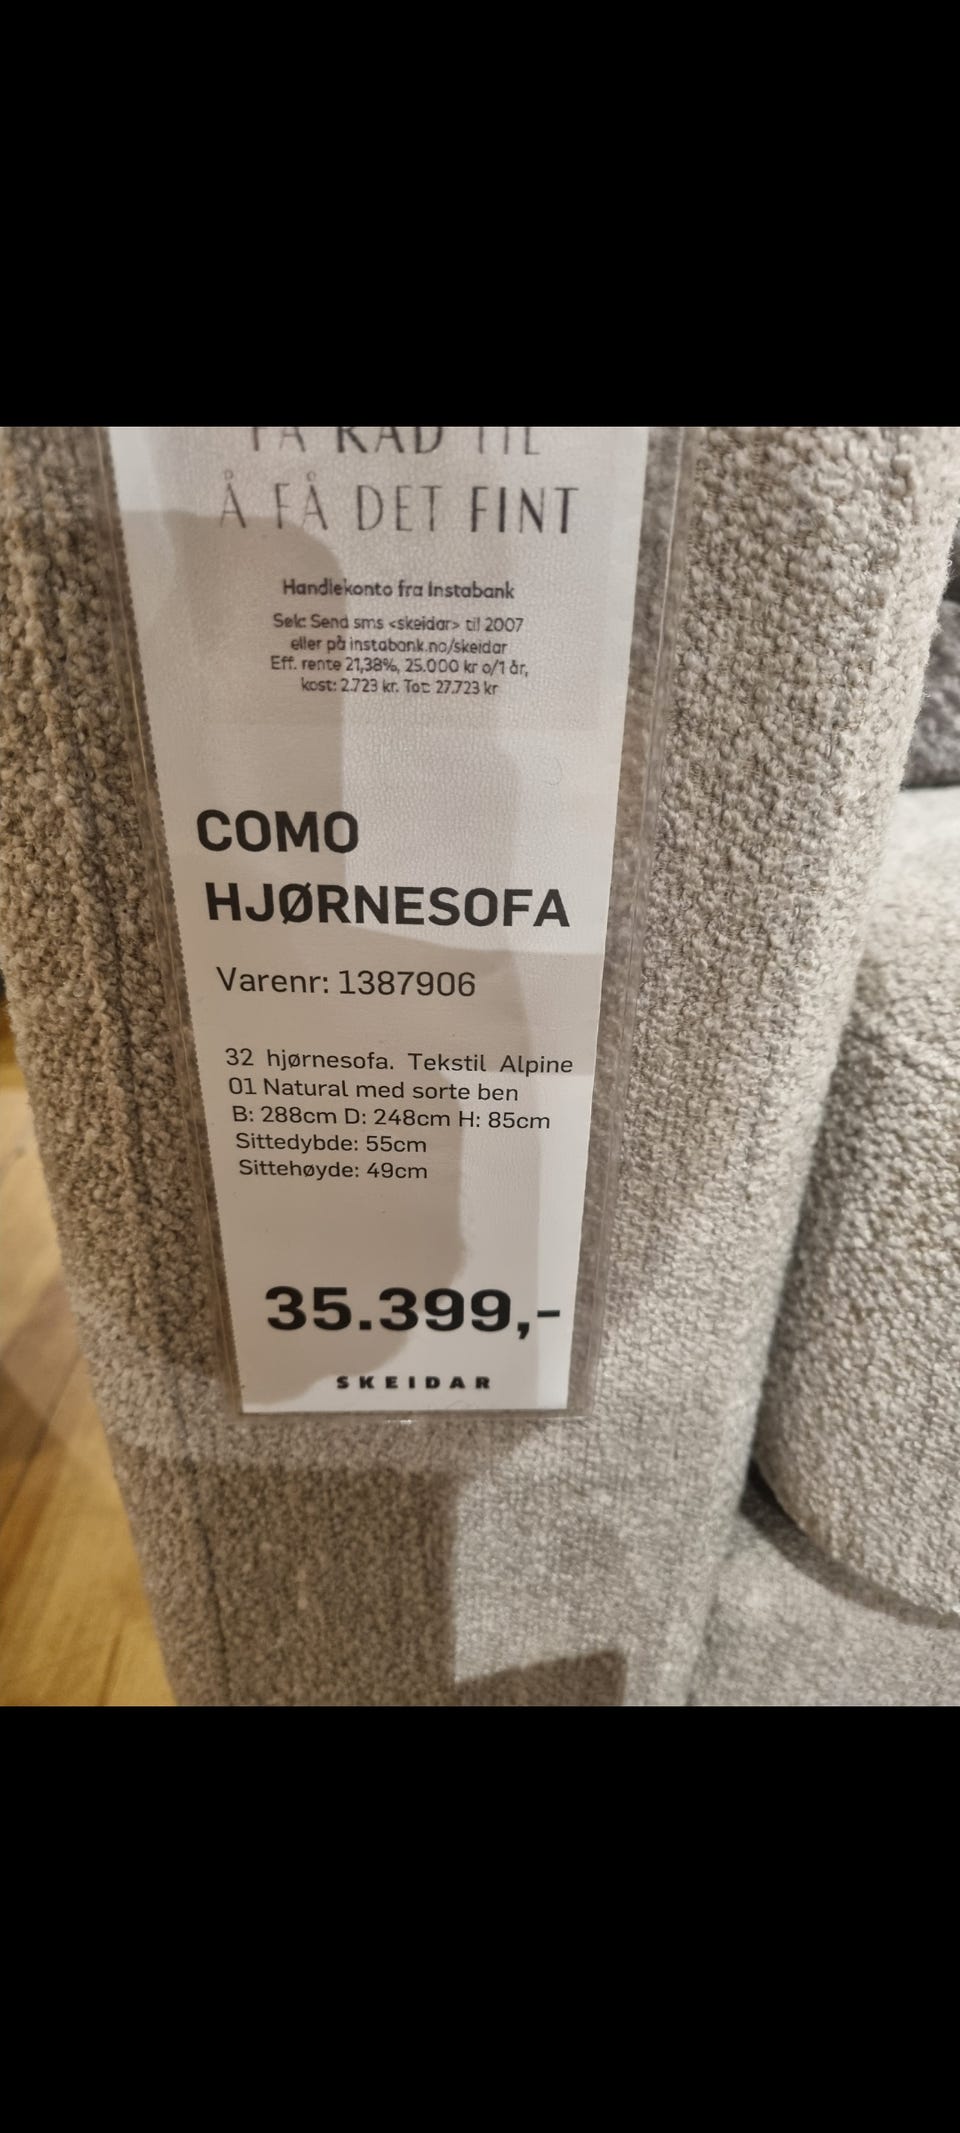 FÅ RÅD TIL
Å FÅ DET FINT
Handlekonto fra Instabank
Søk: Send sms <skeidar> til 2007
eller på instabank.no/skeidar
Eff. rente 21,38%, 25.000 kr o/1 år,
kost: 2.723 kr. Tot: 27.723 kr
COMO
HJØRNESOFA
Varenr: 1387906
32 hjørnesofa. Tekstil Alpine
01 Natural med sorte ben
B: 288cm D: 248cm H: 85cm
Sittedybde: 55cm
Sittehøyde: 49cm
35.399,-
SKEIDAR